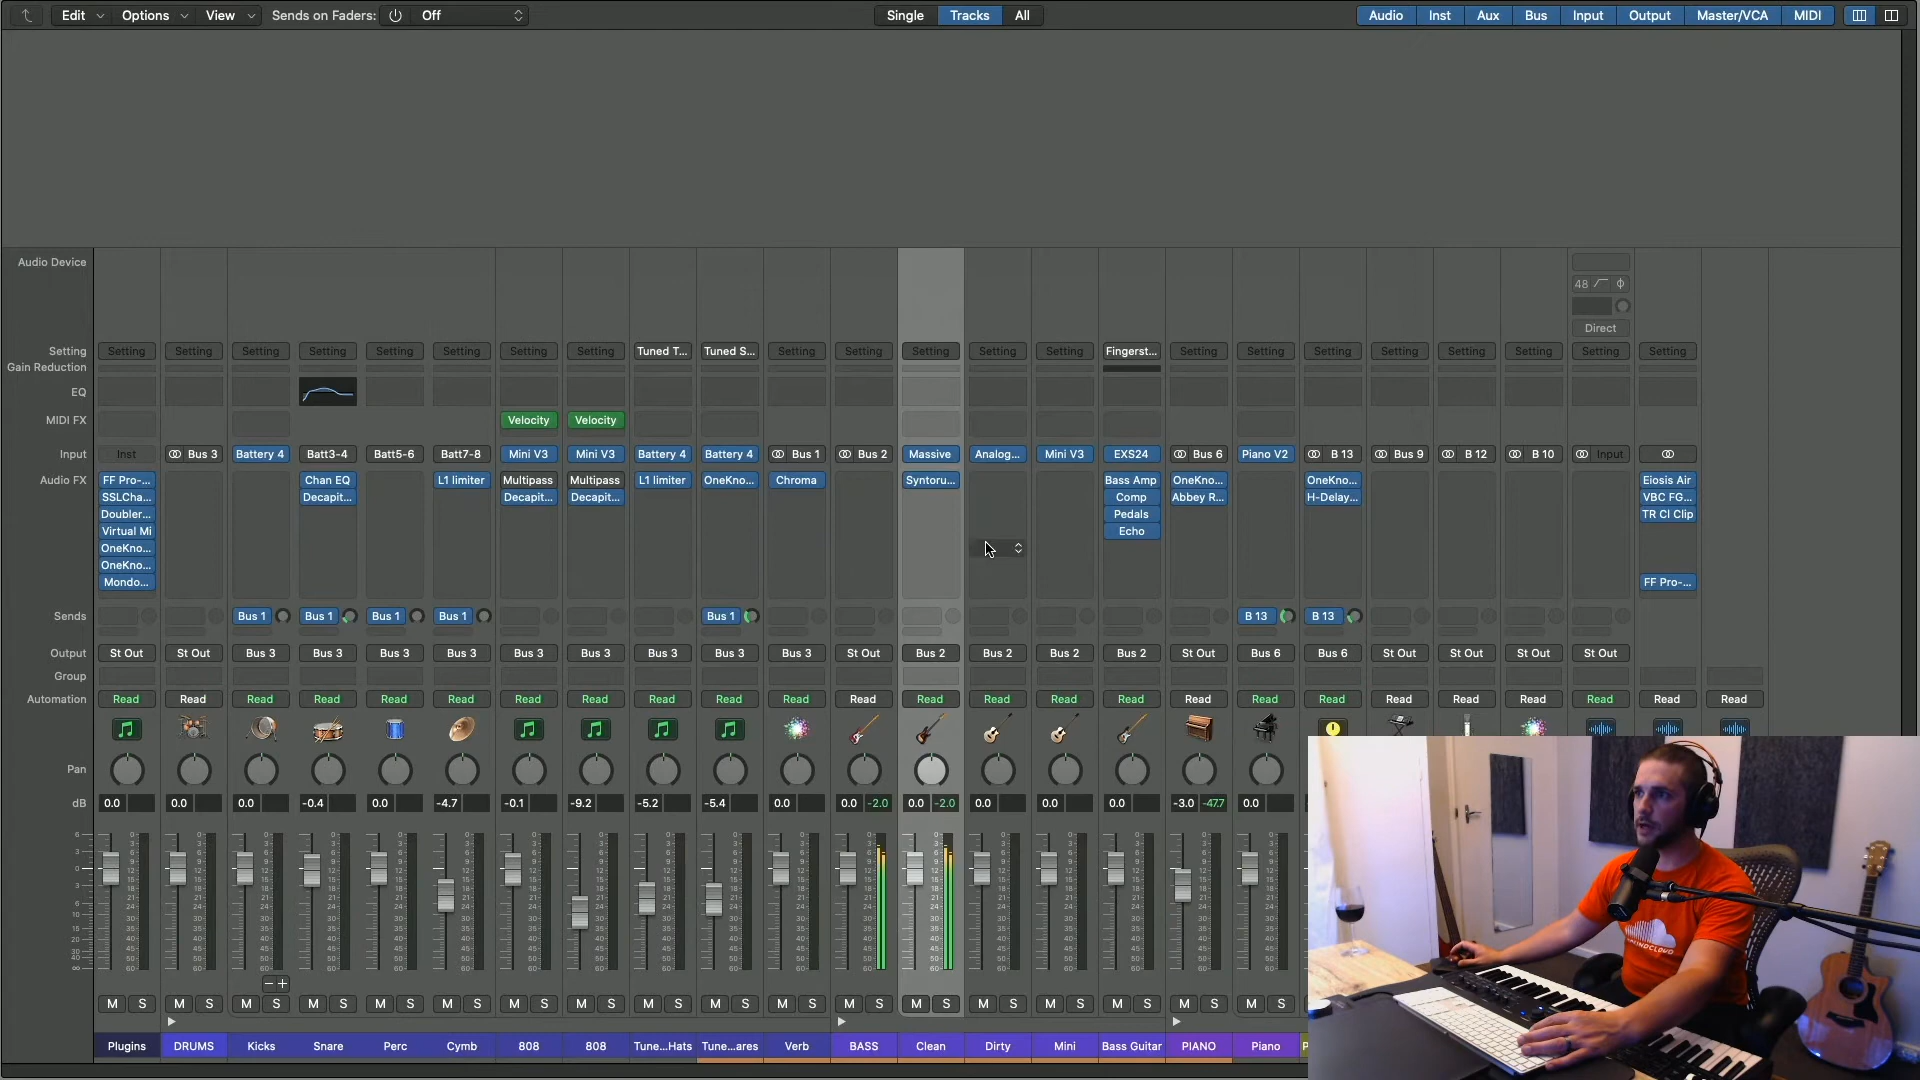 Edit Options View Sends on Faders: Off Single Tracks All Audio Inst Aux Bus Input Output Master/VCA MIDI
Audio Device
48
Direct
Setting Setting Setting Setting Setting Setting Setting Setting Setting Tuned T... Tuned S... Setting Setting Setting Setting Setting Fingerst... Setting Setting Setting Setting Setting Setting Setting Setting
Gain Reduction
EQ
MIDI FX Velocity Velocity
Input Inst Bus 3 Battery 4 Batt3-4 Batt5-6 Batt7-8 Mini V3 Mini V3 Battery 4 Battery 4 Bus 1 Bus 2 Massive Analog... Mini V3 EXS24 Bus 6 Piano V2 B 13 Bus 9 B 12 B 10 Input
Audio FX FF Pro-... Chan EQ L1 limiter Multipass Multipass L1 limiter OneKno... Chroma Syntoru... Bass Amp OneKno... OneKno... Eiosis Air
SSLCha... Decapit... Decapit... Decapit... Comp Abbey R... H-Delay... VBC FG...
Doubler... Pedals TR Cl Clip
Virtual Mi Echo
OneKno...
OneKno...
Mondo... FF Pro-...
Sends Bus 1 Bus 1 Bus 1 Bus 1 Bus 1 B 13 B 13
Output St Out St Out Bus 3 Bus 3 Bus 3 Bus 3 Bus 3 Bus 3 Bus 3 Bus 3 Bus 3 St Out Bus 2 Bus 2 Bus 2 Bus 2 St Out Bus 6 Bus 6 St Out St Out St Out St Out
Group
Automation Read Read Read Read Read Read Read Read Read Read Read Read Read Read Read Read Read Read Read Read Read Read Read Read Read
Pan
dB 0.0 0.0 0.0 -0.4 0.0 -4.7 -0.1 -9.2 -5.2 -5.4 0.0 0.0 -2.0 0.0 -2.0 0.0 0.0 0.0 -3.0 -47.7 0.0
M S M S M S M S M S M S M S M S M S M S M S M S M S M S M S M S M S M S
Plugins DRUMS Kicks Snare Perc Cymb 808 808 Tune...Hats Tune...ares Verb BASS Clean Dirty Mini Bass Guitar PIANO Piano
SOUNDCLOUD